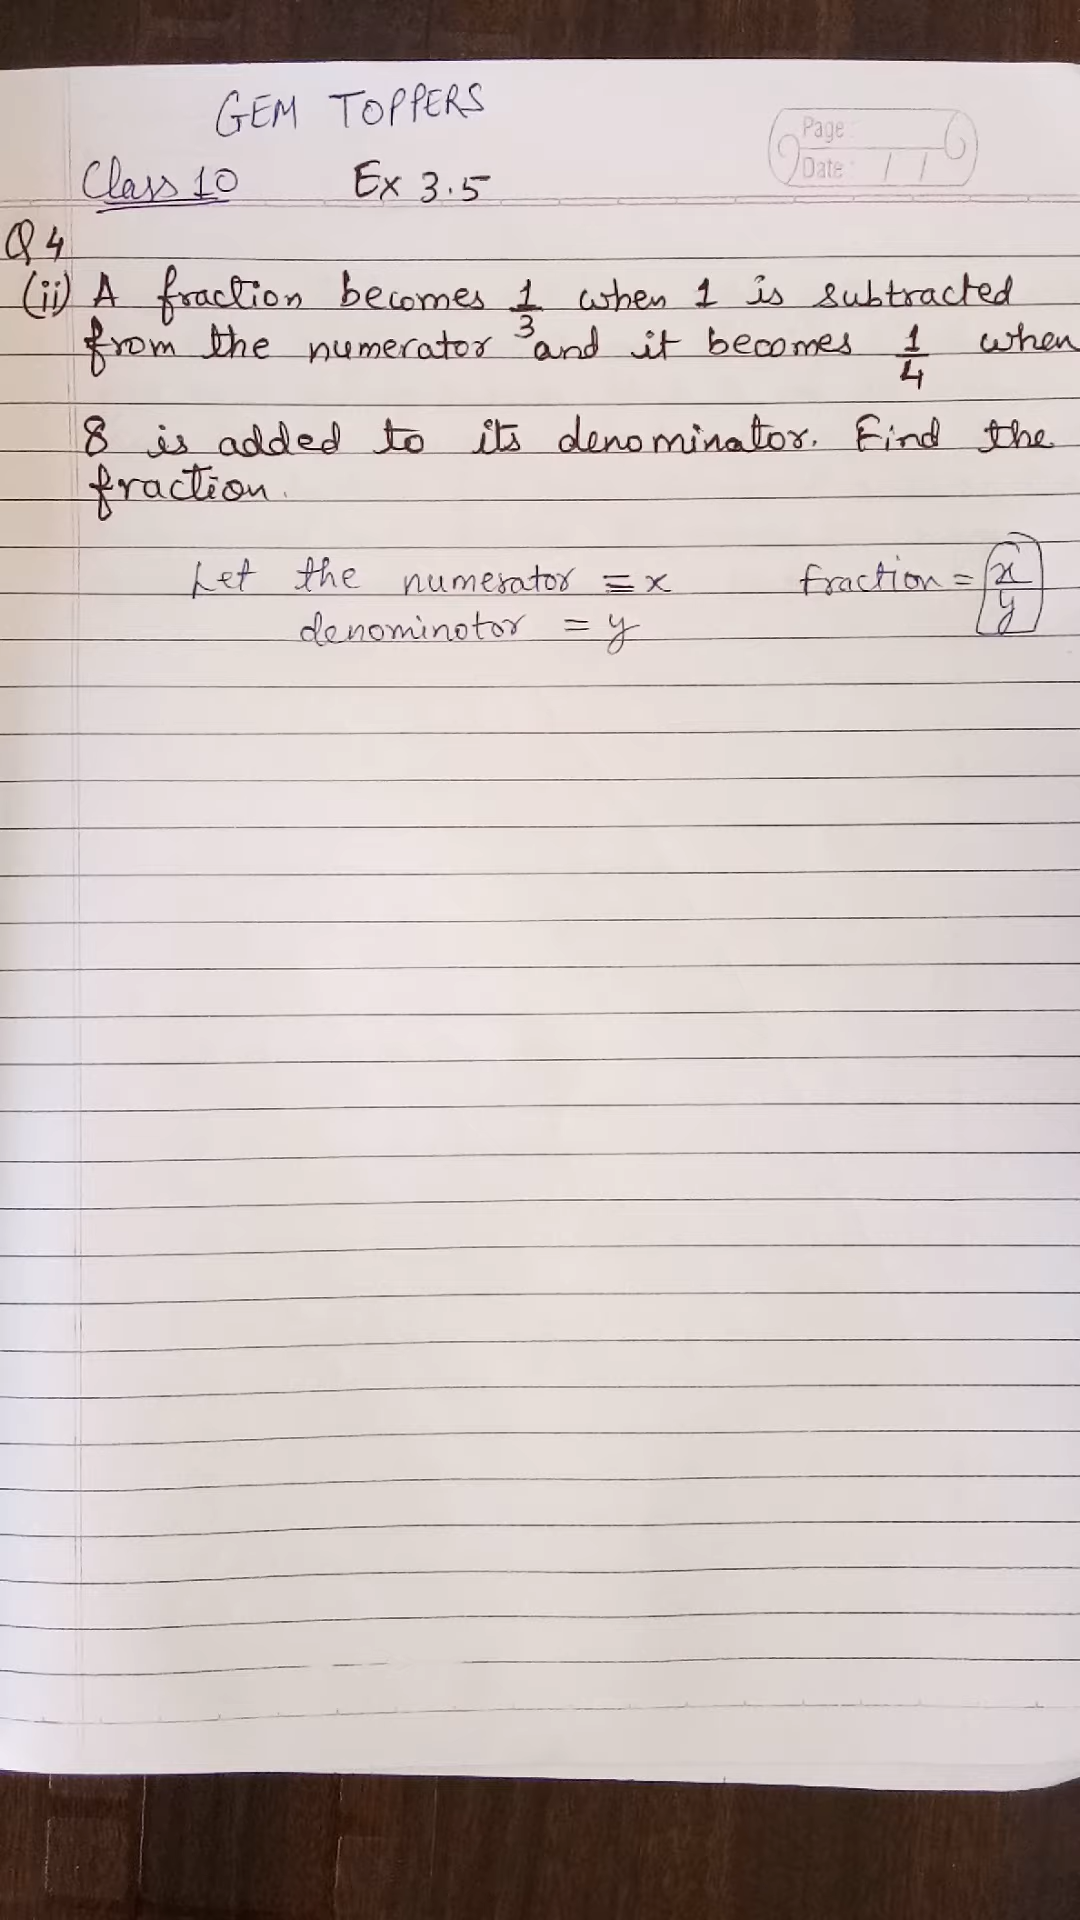 GEM TOPPERS
Page:
Date: / /
Class 10 Ex 3.5
Q 4
(ii) A fraction becomes 1/3 when 1 is subtracted
from the numerator and it becomes 1/4 when
8 is added to its denominator. Find the
fraction.
Let the numerator = x fraction = x/y
denominotor = y